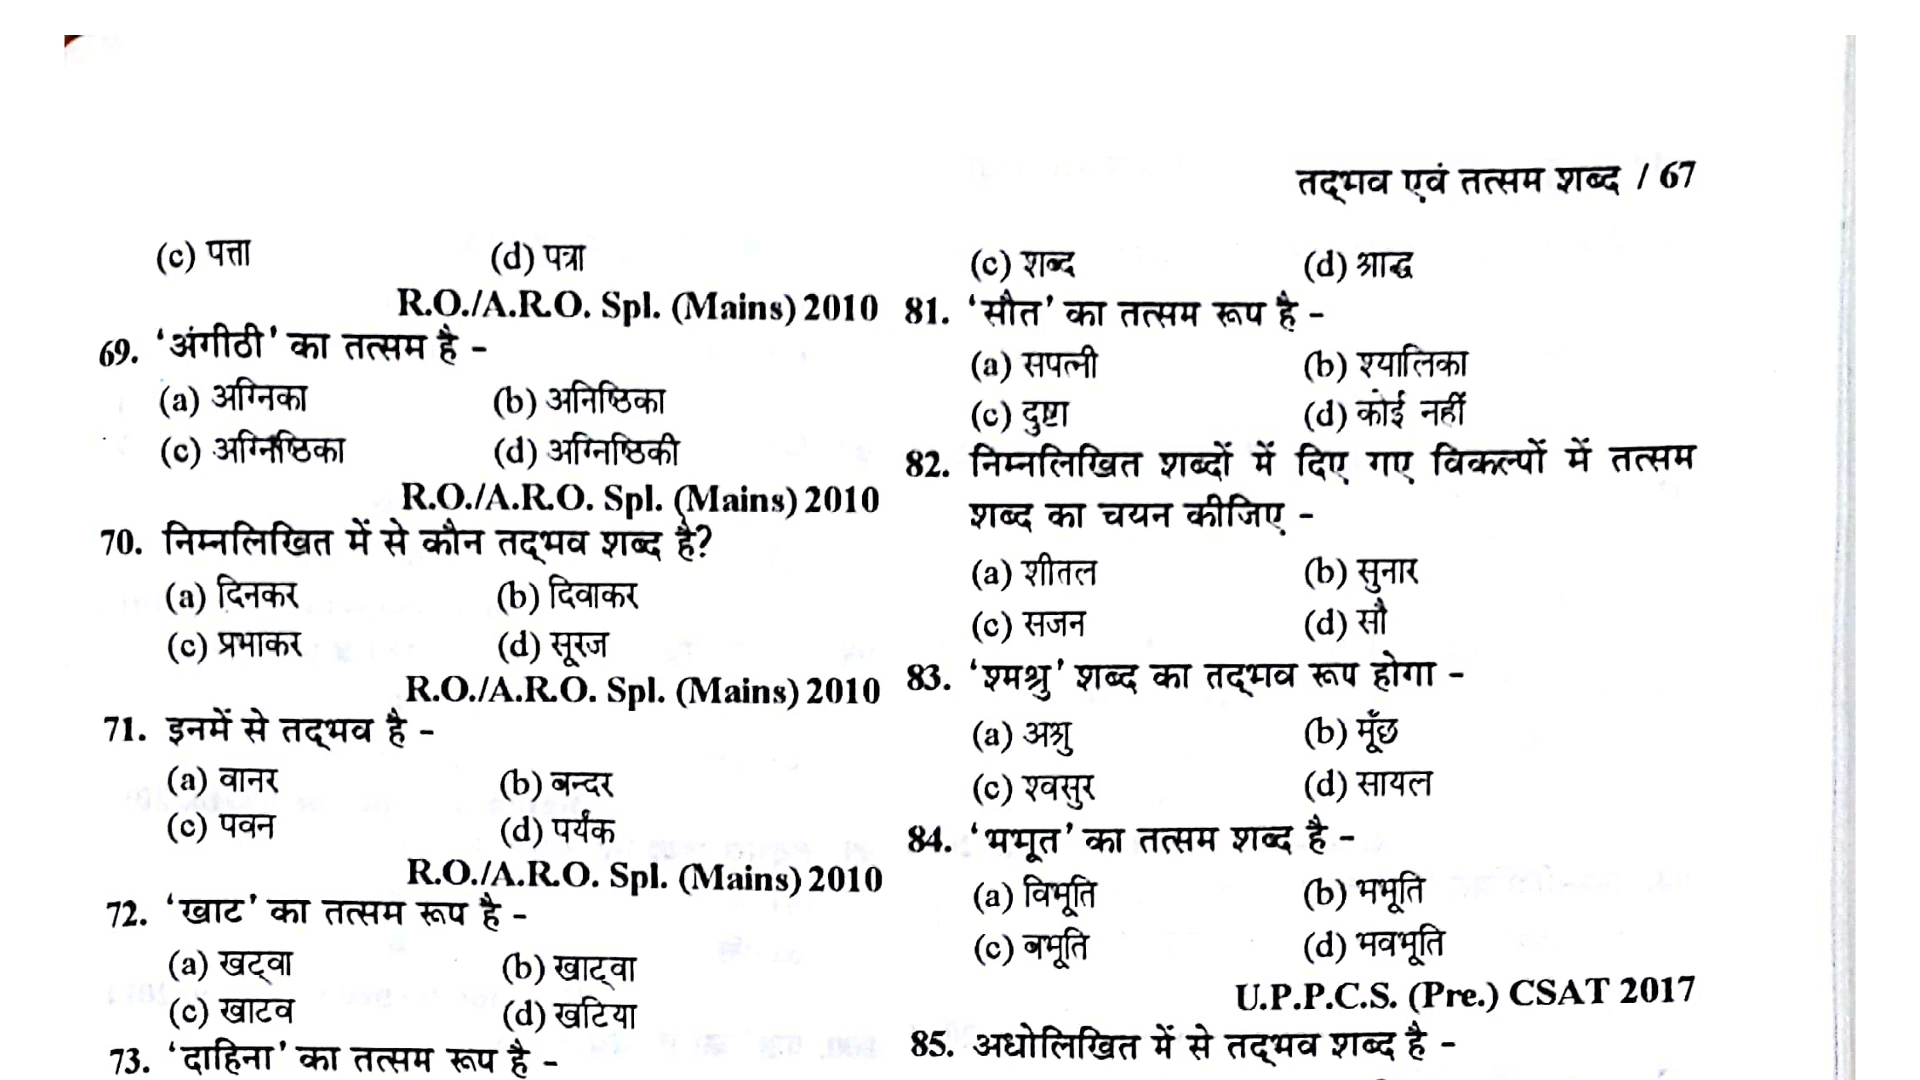 तद्भव एवं तत्सम शब्द / 67
(c) पत्ता (d) पत्रा
R.O./A.R.O. Spl. (Mains) 2010
69. 'अंगीठी' का तत्सम है -
(a) अग्निका (b) अनिष्ठिका
(c) अग्निष्ठिका (d) अग्निष्ठिकी
R.O./A.R.O. Spl. (Mains) 2010
70. निम्नलिखित में से कौन तद्भव शब्द है?
(a) दिनकर (b) दिवाकर
(c) प्रभाकर (d) सूरज
R.O./A.R.O. Spl. (Mains) 2010
71. इनमें से तद्भव है -
(a) वानर (b) बन्दर
(c) पवन (d) पर्यंक
R.O./A.R.O. Spl. (Mains) 2010
72. 'खाट' का तत्सम रूप है -
(a) खट्वा (b) खाट्वा
(c) खाटव (d) खटिया
73. 'दाहिना' का तत्सम रूप है -
(c) शब्द (d) श्राद्ध
81. 'सौत' का तत्सम रूप है -
(a) सपत्नी (b) श्यालिका
(c) दुष्टा (d) कोई नहीं
82. निम्नलिखित शब्दों में दिए गए विकल्पों में तत्सम
शब्द का चयन कीजिए -
(a) शीतल (b) सुनार
(c) सजन (d) सौ
83. 'श्मश्रु' शब्द का तद्भव रूप होगा -
(a) अश्रु (b) मूँछ
(c) श्वसुर (d) सायल
84. 'भभूत' का तत्सम शब्द है -
(a) विभूति (b) भभूति
(c) बभूति (d) भवभूति
U.P.P.C.S. (Pre.) CSAT 2017
85. अधोलिखित में से तद्भव शब्द है -